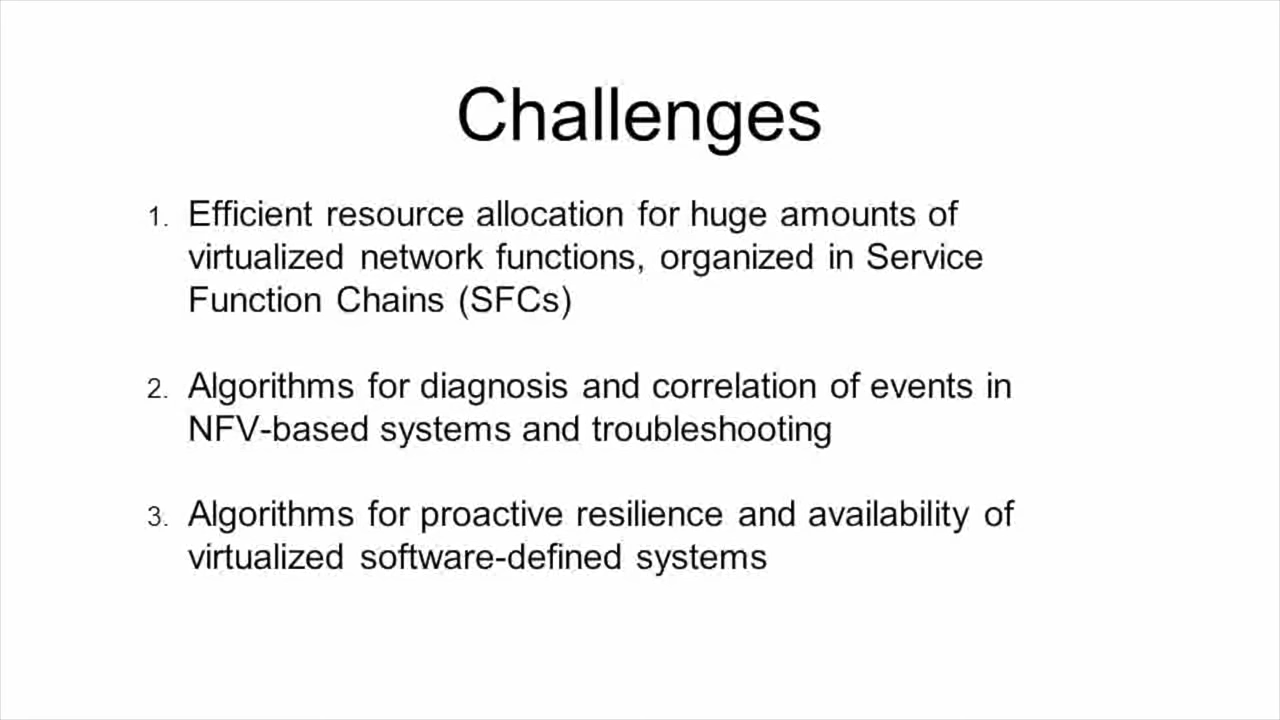 Challenges
1. Efficient resource allocation for huge amounts of
virtualized network functions, organized in Service
Function Chains (SFCs)
2. Algorithms for diagnosis and correlation of events in
NFV-based systems and troubleshooting
3. Algorithms for proactive resilience and availability of
virtualized software-defined systems